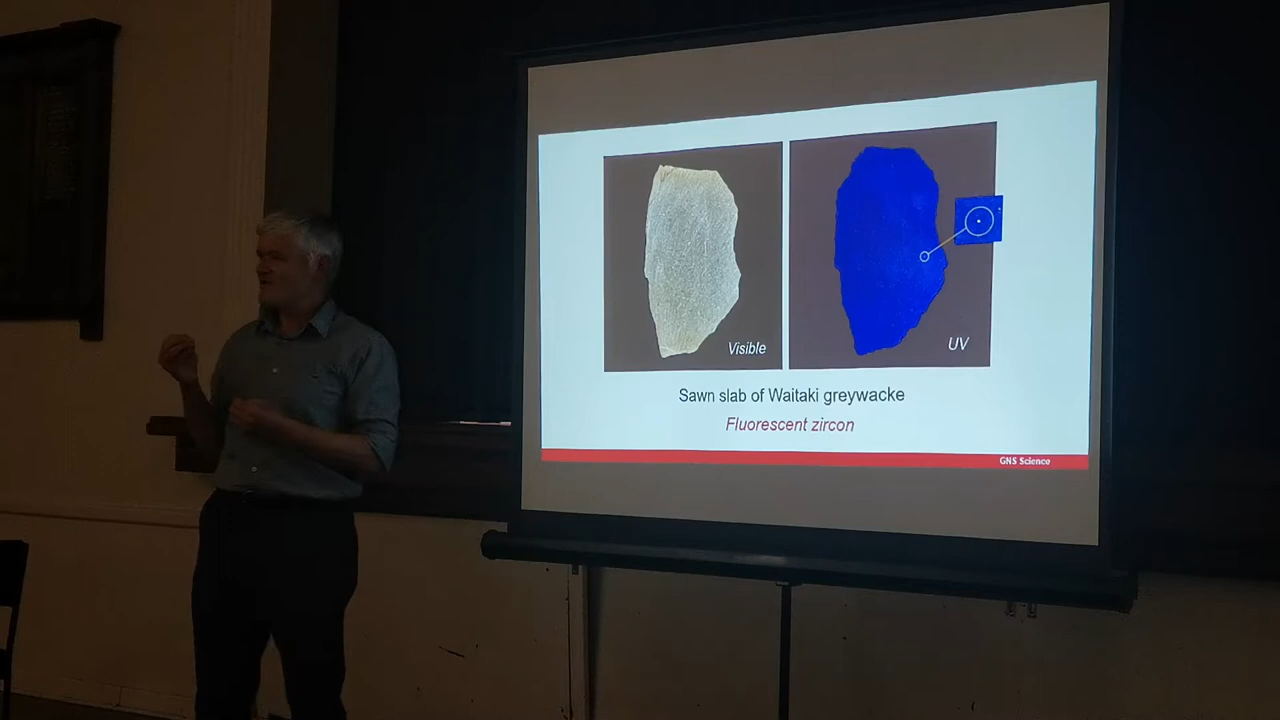 Visible
UV
Sawn slab of Waitaki greywacke
Fluorescent zircon
GNS Science